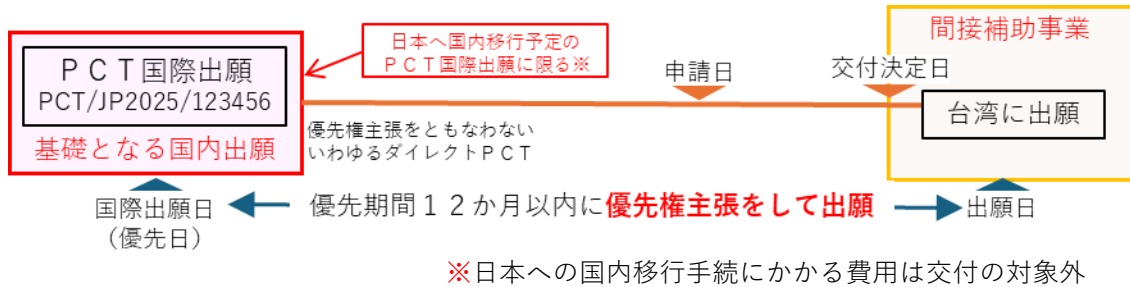 間接補助事業
日本へ国内移行予定の
ＰＣＴ国際出願に限る※
ＰＣＴ国際出願
PCT/JP2025/123456
申請日
交付決定日
台湾に出願
基礎となる国内出願
優先権主張をともなわない
いわゆるダイレクトＰＣＴ
国際出願日
（優先日）
優先期間１２か月以内に優先権主張をして出願
出願日
※日本への国内移行手続にかかる費用は交付の対象外